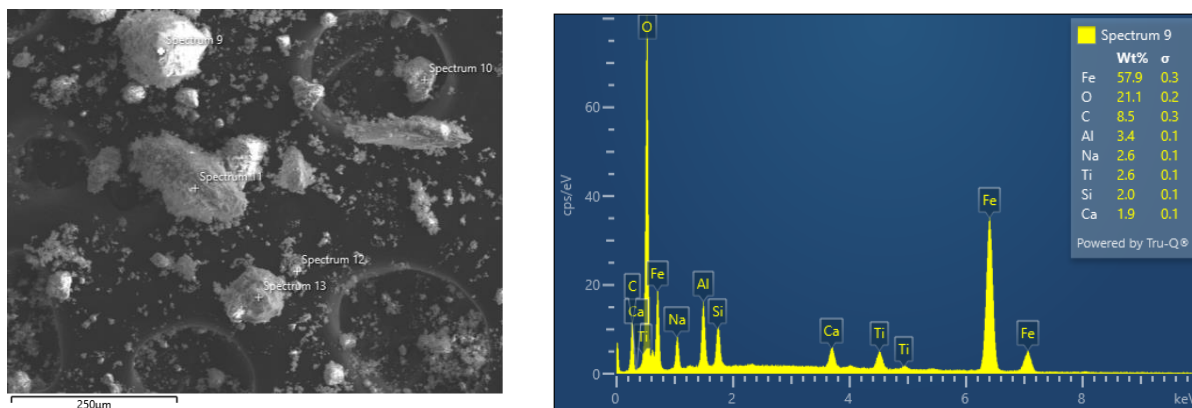 Spectrum 9
Spectrum 10
Spectrum 11
Spectrum 12
Spectrum 13
250µm
O
Fe
C
Ca
Ti
Na
Al
Si
Ca
Ti
Ti
Fe
Fe
60
40
20
0
cps/eV
0 2 4 6 8 keV
Spectrum 9
Wt% σ
Fe 57.9 0.3
O 21.1 0.2
C 8.5 0.3
Al 3.4 0.1
Na 2.6 0.1
Ti 2.6 0.1
Si 2.0 0.1
Ca 1.9 0.1
Powered by Tru-Q®